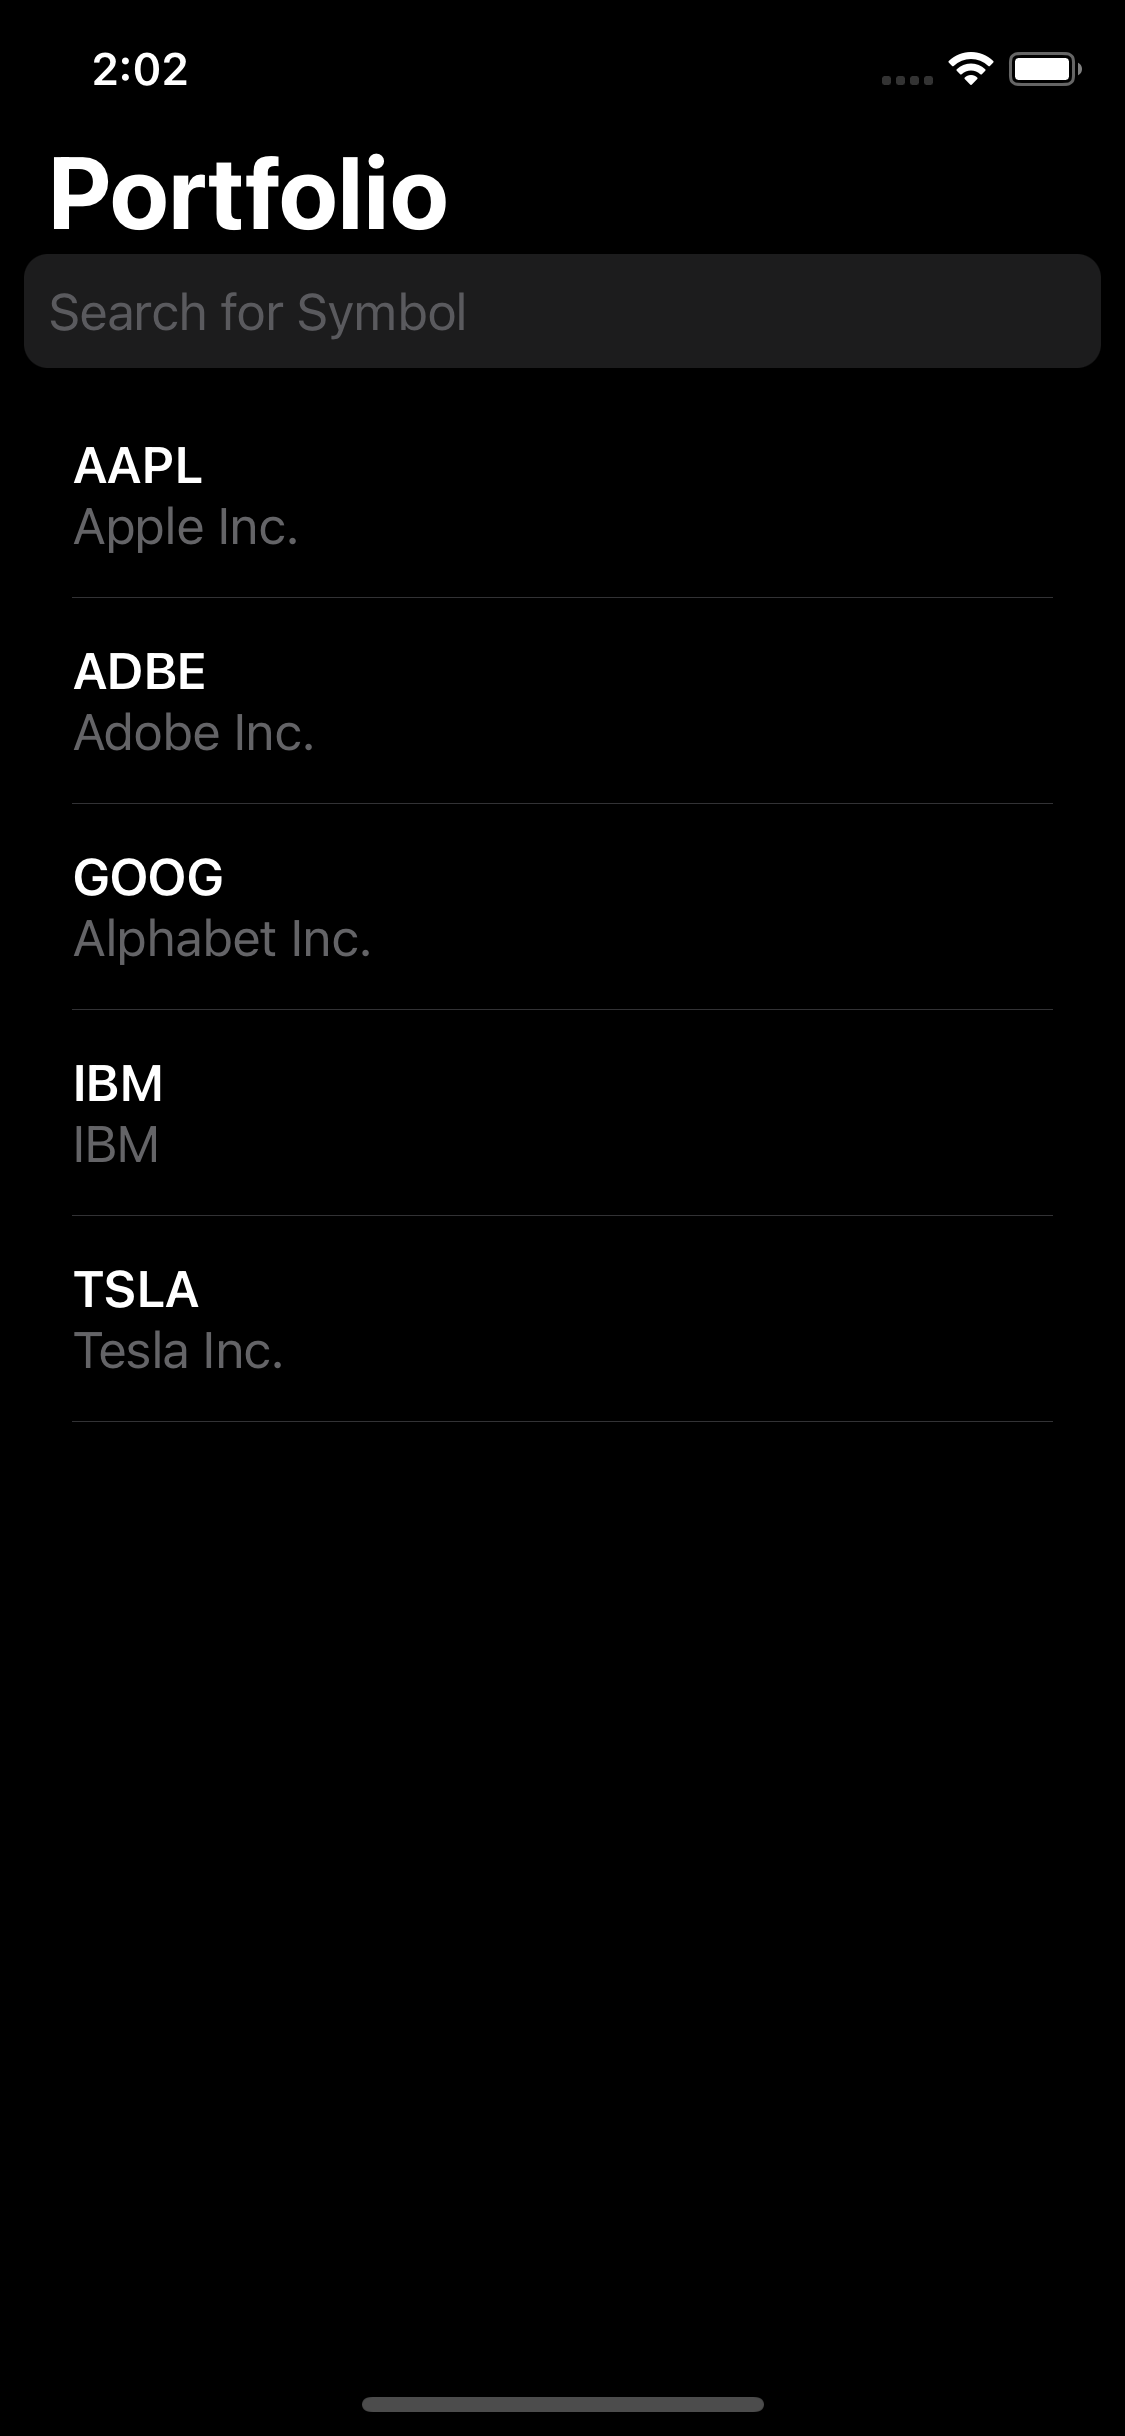 2:02
Portfolio
Search for Symbol
AAPL
Apple Inc.
ADBE
Adobe Inc.
GOOG
Alphabet Inc.
IBM
IBM
TSLA
Tesla Inc.